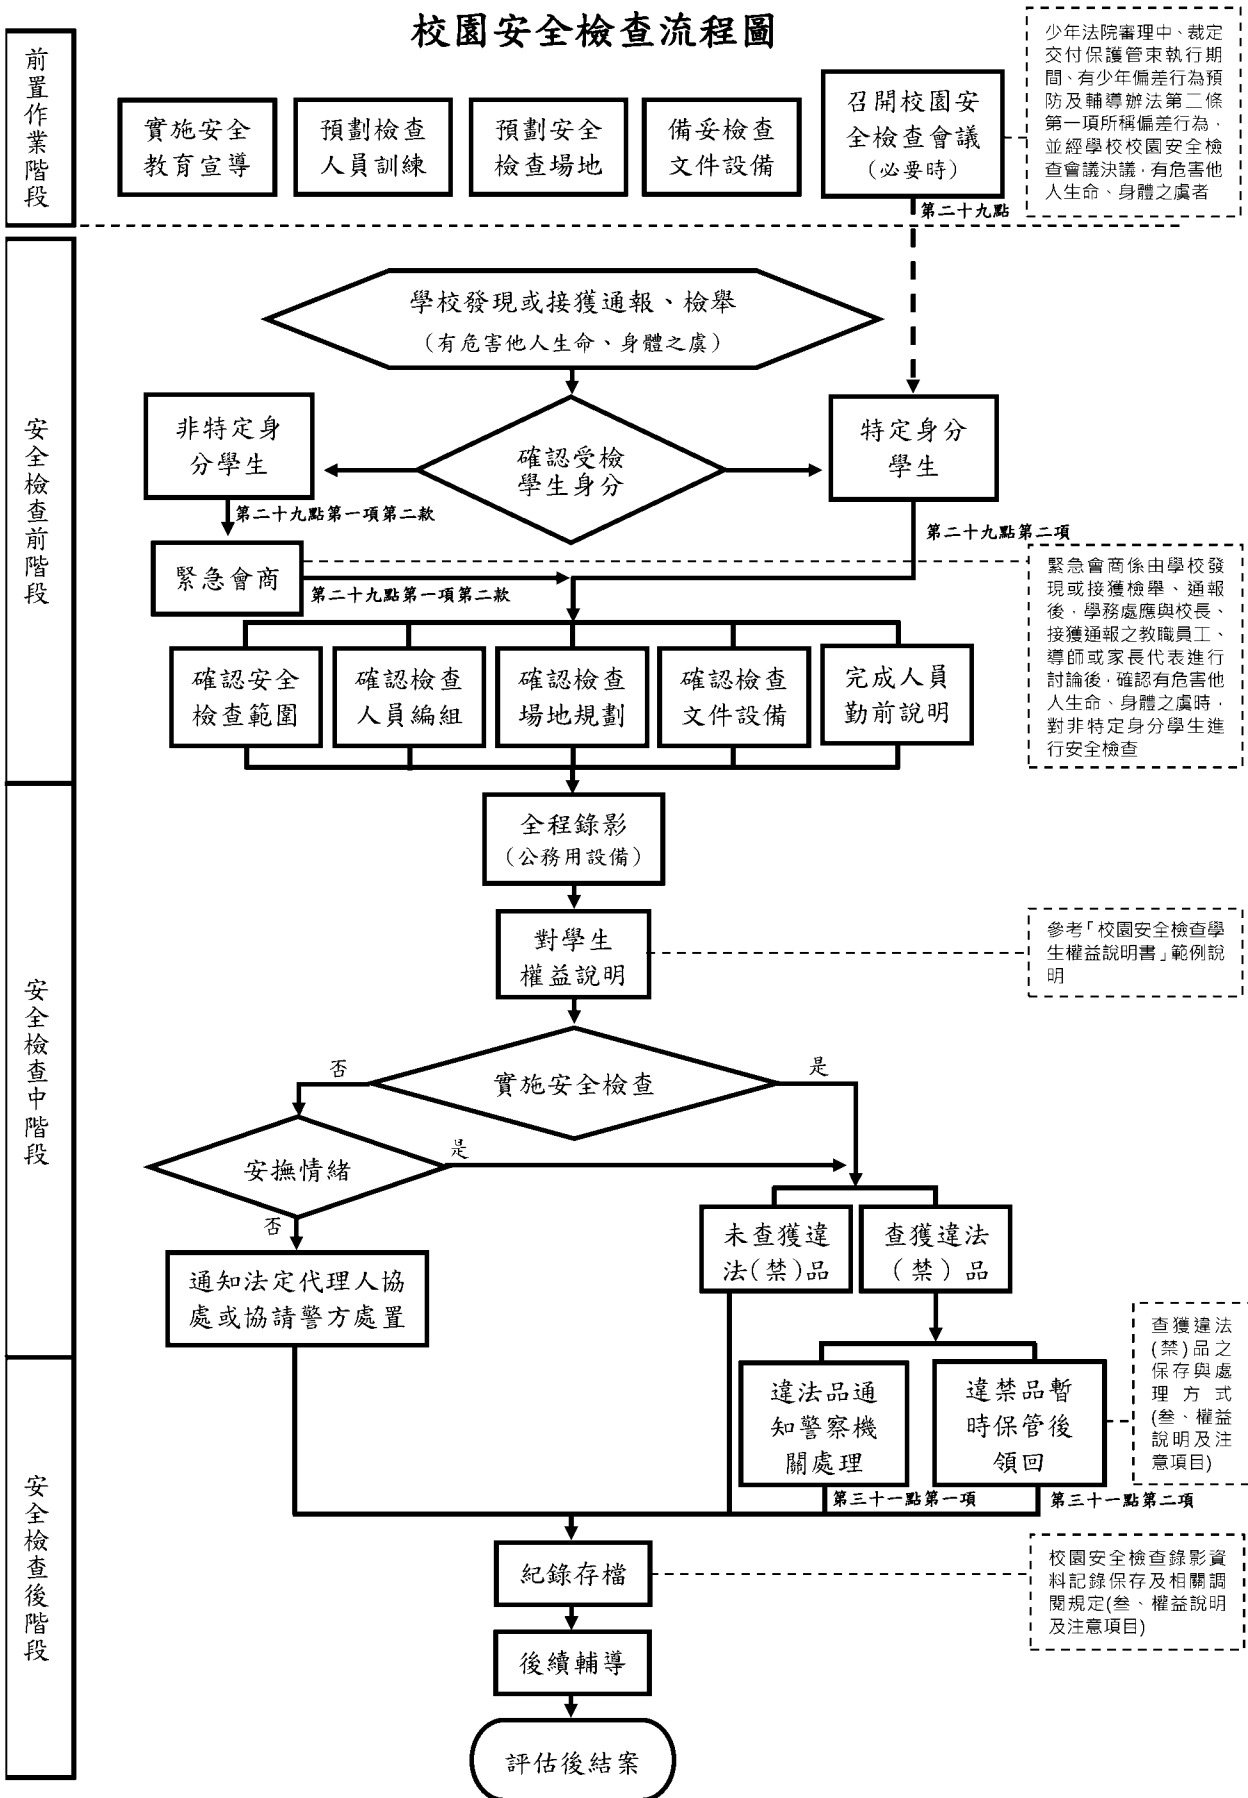 校園安全檢查流程圖
前置作業階段
實施安全
教育宣導
預劃檢查
人員訓練
預劃安全
檢查場地
備妥檢查
文件設備
召開校園安
全檢查會議
(必要時)
少年法院審理中、裁定
交付保護管束執行期
間、有少年偏差行為預
防及輔導辦法第二條
第一項所稱偏差行為，
並經學校校園安全檢
查會議決議，有危害他
人生命、身體之虞者
第二十九點
安全檢查前階段
學校發現或接獲通報、檢舉
(有危害他人生命、身體之虞)
非特定身
分學生
確認受檢
學生身分
特定身分
學生
第二十九點第一項第二款
第二十九點第二項
緊急會商
第二十九點第一項第二款
緊急會商係由學校發
現或接獲檢舉、通報
後，學務處應與校長、
接獲通報之教職員工、
導師或家長代表進行
討論後，確認有危害他
人生命、身體之虞時，
對非特定身分學生進
行安全檢查
確認安全
檢查範圍
確認檢查
人員編組
確認檢查
場地規劃
確認檢查
文件設備
完成人員
勤前說明
安全檢查中階段
全程錄影
(公務用設備)
對學生
權益說明
參考「校園安全檢查學
生權益說明書」範例說
明
實施安全檢查
否
是
安撫情緒
是
否
未查獲違
法(禁)品
查獲違法
(禁)品
通知法定代理人協
處或協請警方處置
查獲違法
(禁)品之
保存與處
理方式
(叁、權益
說明及注
意項目)
安全檢查後階段
違法品通
知警察機
關處理
違禁品暫
時保管後
領回
第三十一點第一項
第三十一點第二項
紀錄存檔
校園安全檢查錄影資
料記錄保存及相關調
閱規定(叁、權益說明
及注意項目)
後續輔導
評估後結案